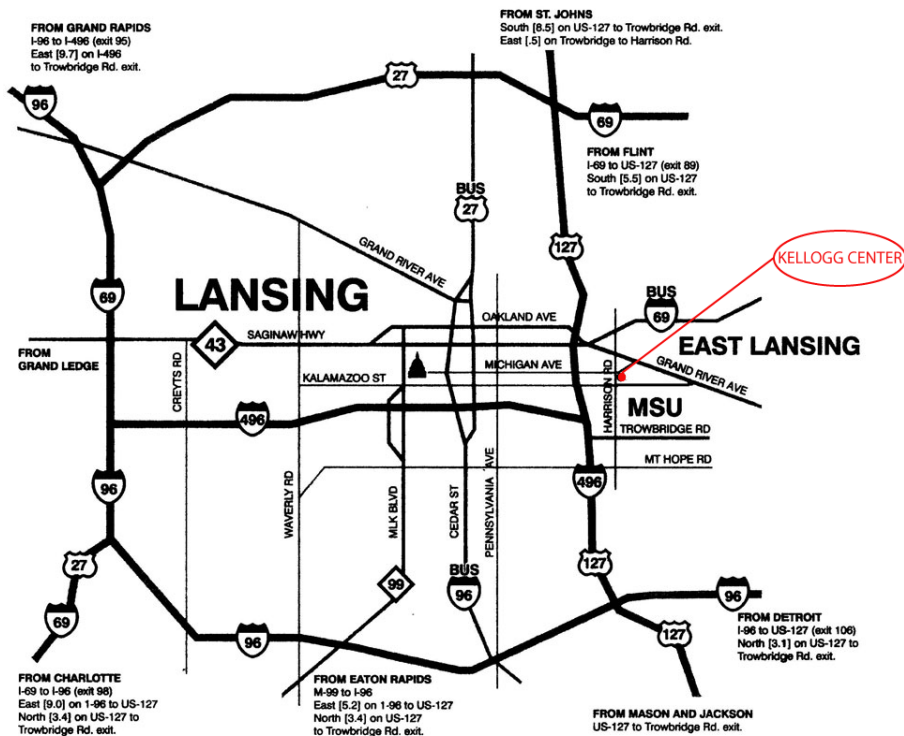 FROM GRAND RAPIDS
I-96 to I-496 (exit 95)
East [9.7] on I-496
to Trowbridge Rd. exit.
FROM ST. JOHNS
South [8.5] on US-127 to Trowbridge Rd. exit.
East [.5] on Trowbridge to Harrison Rd.
96
27
69
FROM FLINT
I-69 to US-127 (exit 89)
South [5.5] on US-127
to Trowbridge Rd. exit.
BUS
27
127
KELLOGG CENTER
GRAND RIVER AVE
69
LANSING
BUS
69
OAKLAND AVE
43
SAGINAW HWY
EAST LANSING
FROM
GRAND LEDGE
CREYTS RD
MICHIGAN AVE
KALAMAZOO ST
HARRISON RD
GRAND RIVER AVE
MSU
496
TROWBRIDGE RD
MT HOPE RD
96
WAVERLY RD
MLK BLVD
CEDAR ST
PENNSYLVANIA AVE
496
27
99
BUS
96
127
96
69
96
127
FROM DETROIT
I-96 to US-127 (exit 106)
North [3.1] on US-127 to
Trowbridge Rd. exit.
FROM CHARLOTTE
I-69 to I-96 (exit 98)
East [9.0] on 1-96 to US-127
North [3.4] on US-127 to
Trowbridge Rd. exit.
FROM EATON RAPIDS
M-99 to I-96
East [5.2] on 1-96 to US-127
North [3.4] on US-127
to Trowbridge Rd. exit.
FROM MASON AND JACKSON
US-127 to Trowbridge Rd. exit.